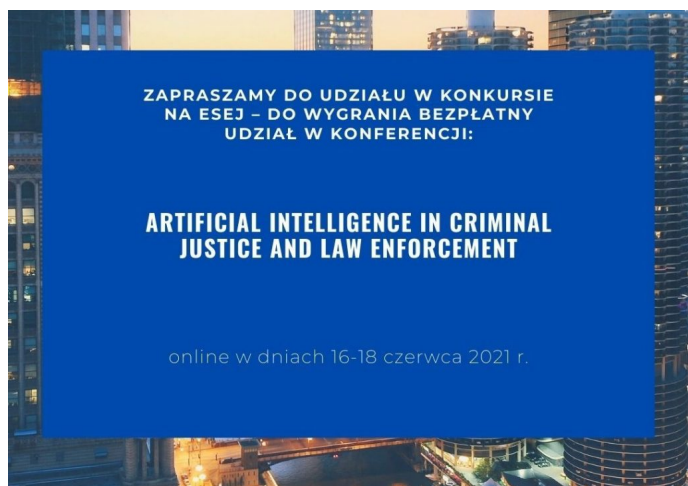 ZAPRASZAMY DO UDZIAŁU W KONKURSIE
NA ESEJ – DO WYGRANIA BEZPŁATNY
UDZIAŁ W KONFERENCJI:
ARTIFICIAL INTELLIGENCE IN CRIMINAL
JUSTICE AND LAW ENFORCEMENT
online w dniach 16-18 czerwca 2021 r.